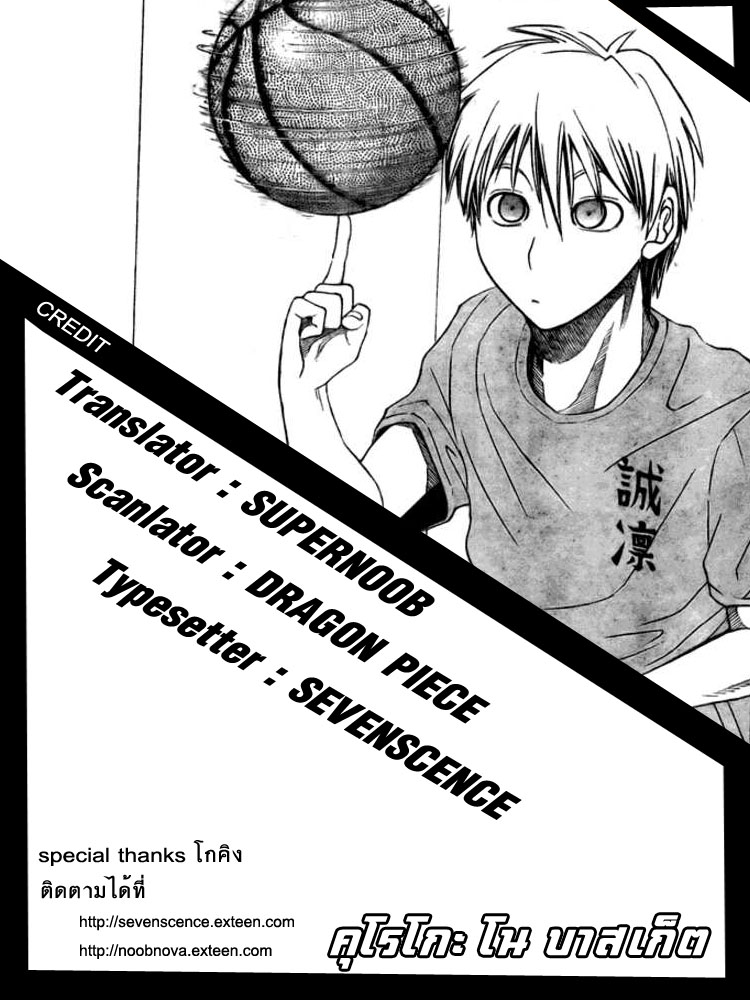 誠凛
CREDIT
Translator : SUPERNOOB
Scanlator : DRAGON PIECE
Typesetter : SEVENSCENCE
special thanks โกคิง
ติดตามได้ที่
http://sevenscence.exteen.com
http://noobnova.exteen.com
คุโรโกะ โน บาสเก็ต